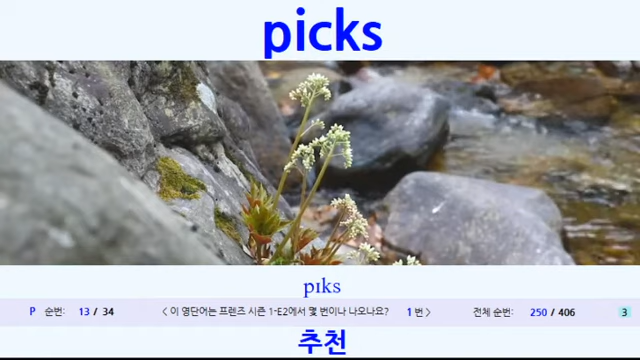 picks
pɪks
P 순번: 13 / 34 < 이 영단어는 프렌즈 시즌 1-E2에서 몇 번이나 나오나요? 1 번 > 전체 순번: 250 / 406 3
추천